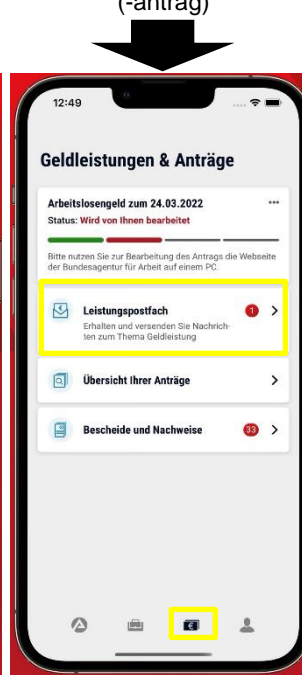 (-antrag)
12:49
Geldleistungen & Anträge
Arbeitslosengeld zum 24.03.2022
Status: Wird von Ihnen bearbeitet
Bitte nutzen Sie zur Bearbeitung des Antrags die Webseite
der Bundesagentur für Arbeit auf einem PC.
Leistungspostfach 1
Erhalten und versenden Sie Nachrich-
ten zum Thema Geldleistung
Übersicht Ihrer Anträge
Bescheide und Nachweise 33